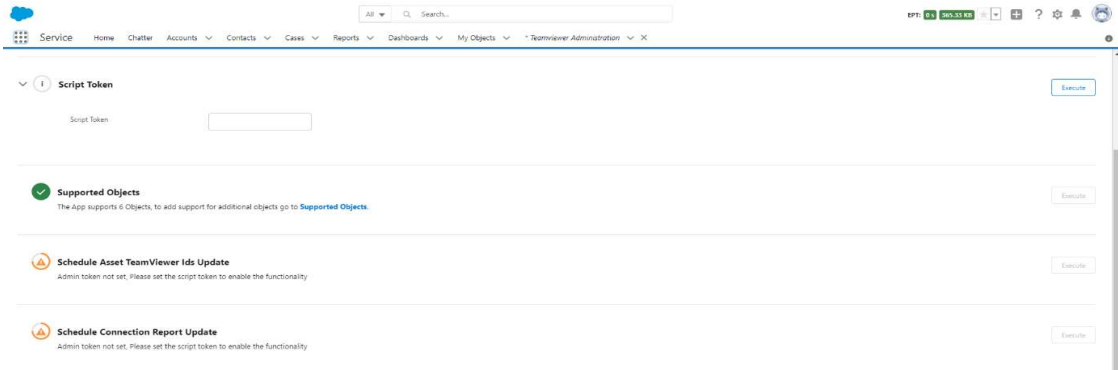 All Search...
EPT: 0 s 365.33 KB
Service Home Chatter Accounts Contacts Cases Reports Dashboards My Objects * Teamviewer Administration
Script Token Execute
Script Token
Supported Objects Execute
The App supports 6 Objects, to add support for additional objects go to Supported Objects.
Schedule Asset TeamViewer Ids Update Execute
Admin token not set, Please set the script token to enable the functionality
Schedule Connection Report Update Execute
Admin token not set, Please set the script token to enable the functionality